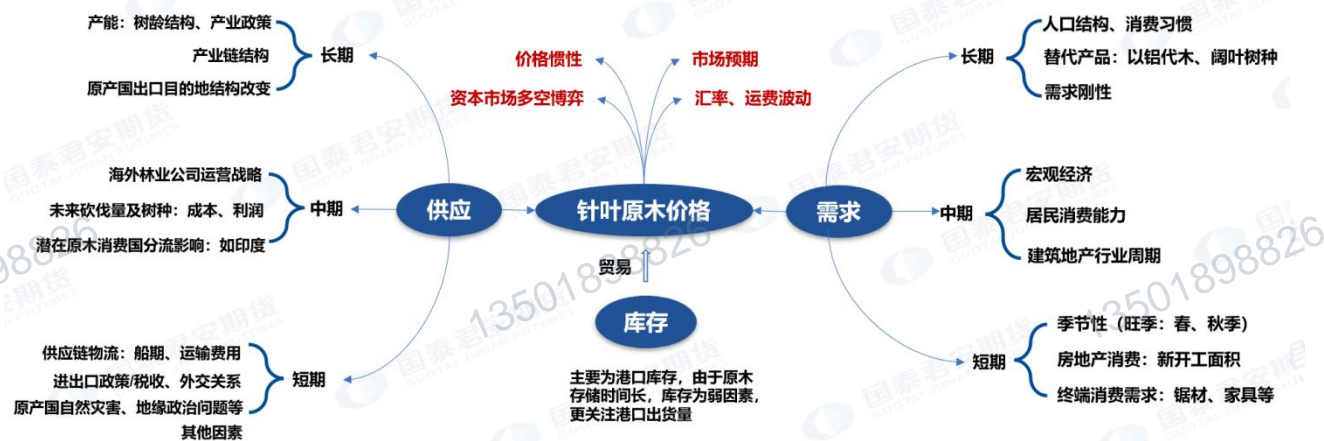 产能：树龄结构、产业政策
产业链结构
原产国出口目的地结构改变
长期
海外林业公司运营战略
未来砍伐量及树种：成本、利润
潜在原木消费国分流影响：如印度
中期
供应链物流：船期、运输费用
进出口政策/税收、外交关系
原产国自然灾害、地缘政治问题等
其他因素
短期
供应
价格惯性
市场预期
资本市场多空博弈
汇率、运费波动
针叶原木价格
贸易
库存
主要为港口库存，由于原木
存储时间长，库存为弱因素，
更关注港口出货量
需求
长期
人口结构、消费习惯
替代产品：以铝代木、阔叶树种
需求刚性
中期
宏观经济
居民消费能力
建筑地产行业周期
短期
季节性（旺季：春、秋季）
房地产消费：新开工面积
终端消费需求：锯材、家具等
13501898826
13501898826
国泰君安期货
GUOTAI JUNAN FUTURES